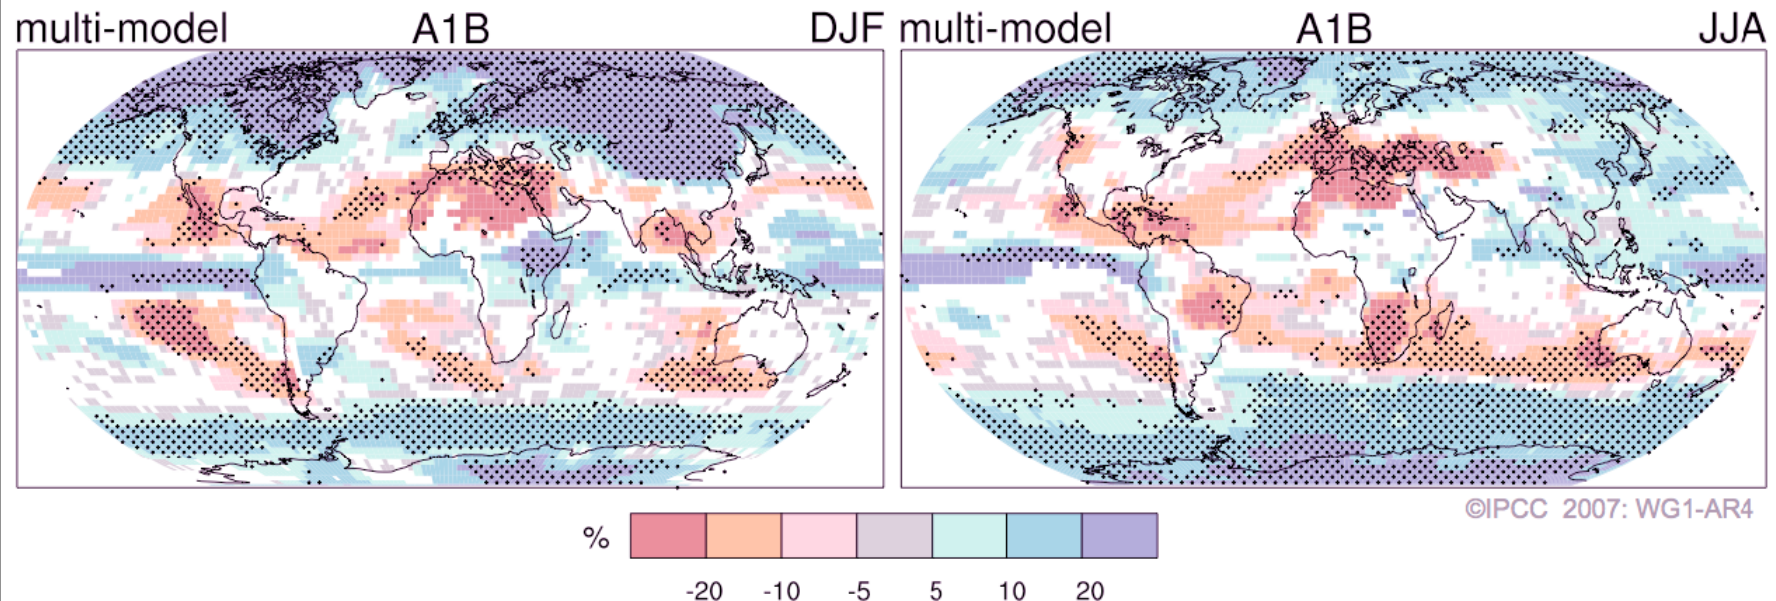 multi-model A1B DJF
multi-model A1B JJA
©IPCC 2007: WG1-AR4
%
-20 -10 -5 5 10 20